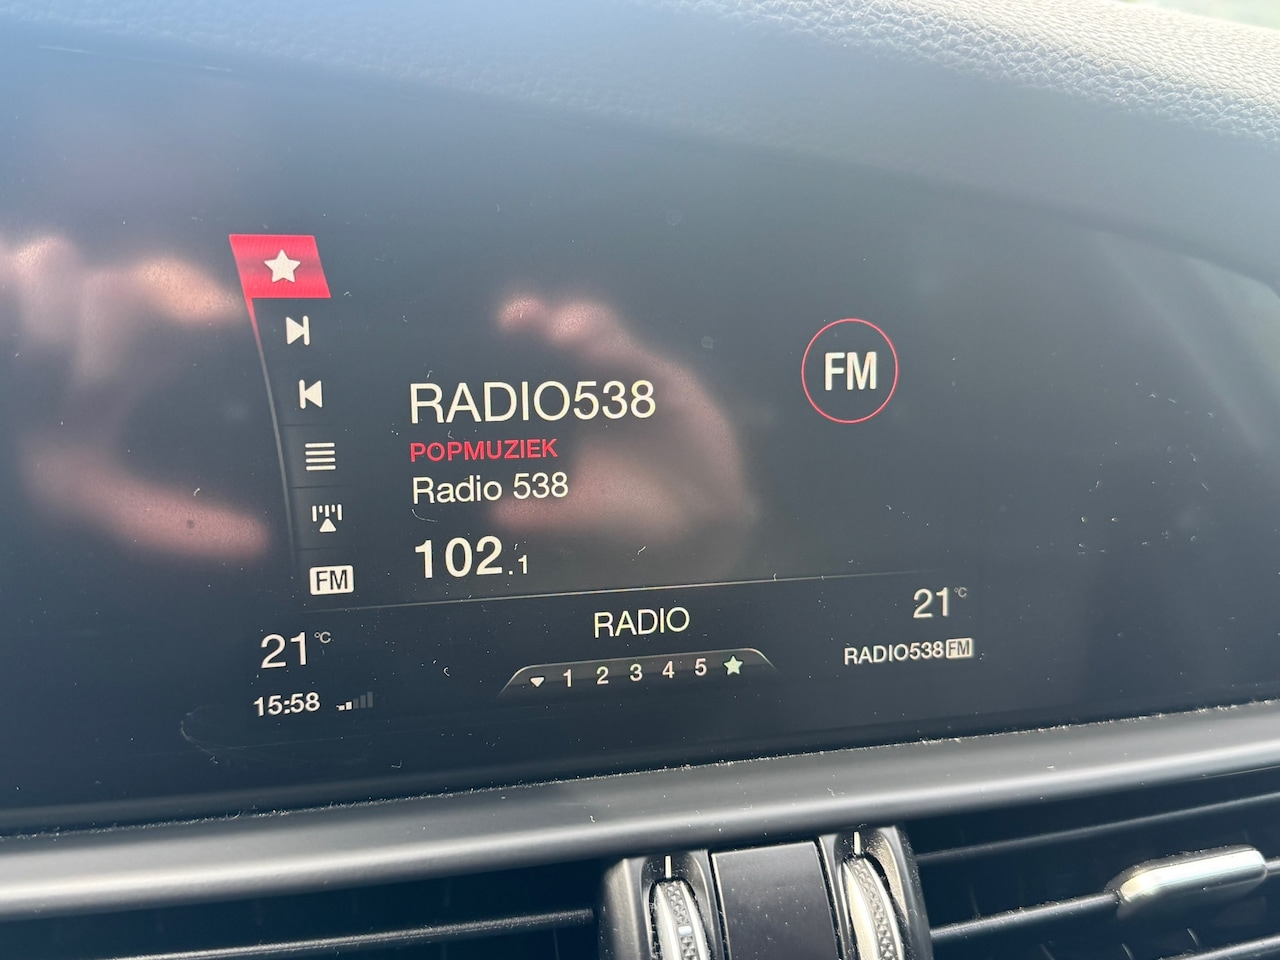 RADIO538
POPMUZIEK
Radio 538
102.1
FM
FM
21°C
RADIO
21°C
15:58
1 2 3 4 5
RADIO538 FM